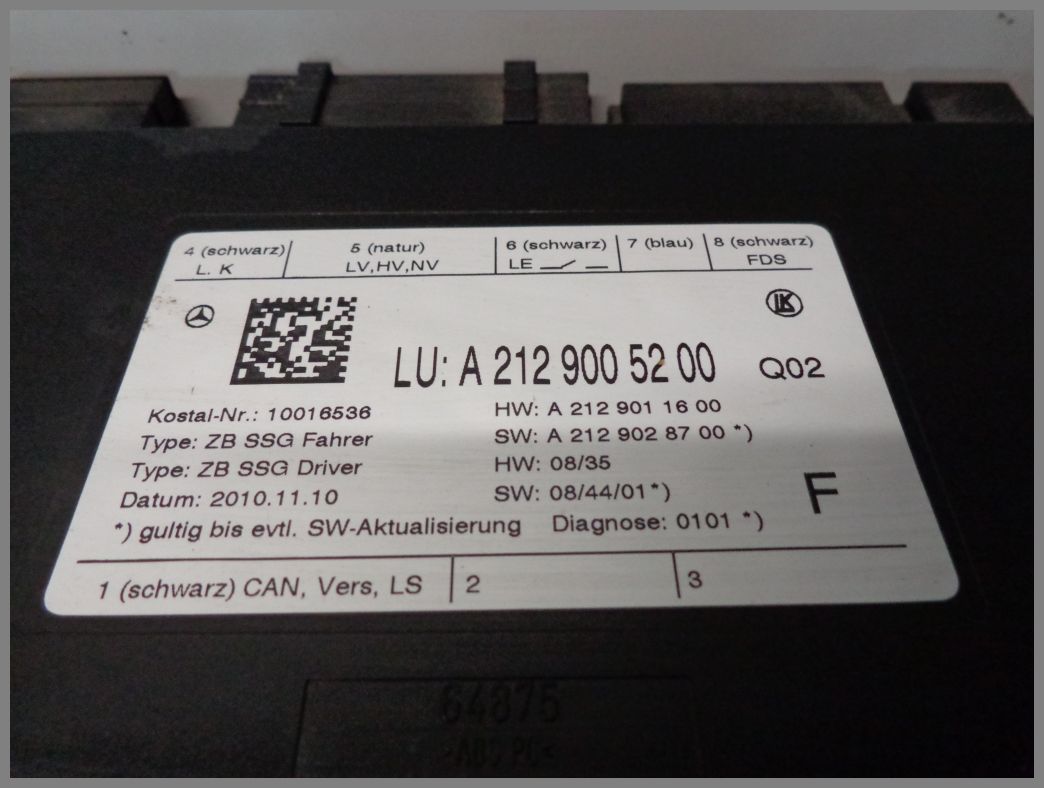 4 (schwarz) 5 (natur) 6 (schwarz) 7 (blau) 8 (schwarz)
L. K LV,HV,NV LE FDS
LK
LU: A 212 900 52 00 Q02
Kostal-Nr.: 10016536 HW: A 212 901 16 00
Type: ZB SSG Fahrer SW: A 212 902 87 00 *)
Type: ZB SSG Driver HW: 08/35
Datum: 2010.11.10 SW: 08/44/01*)
F
*) gultig bis evtl. SW-Aktualisierung Diagnose: 0101 *)
1 (schwarz) CAN, Vers, LS 2 3
64875
>ABS PC<